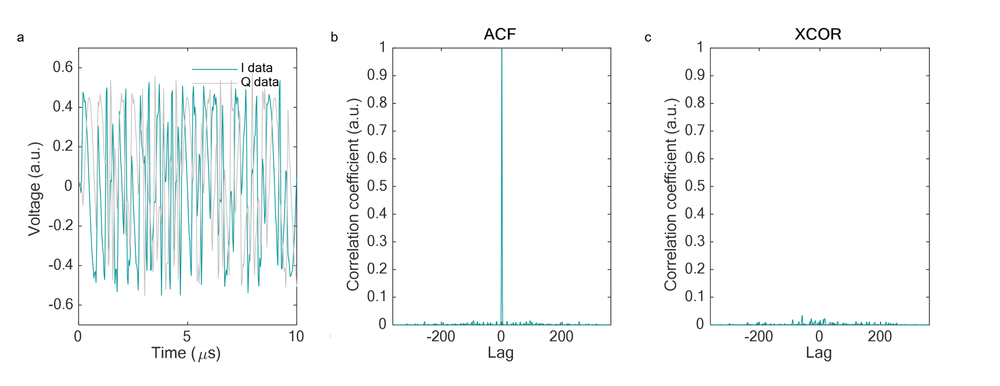 a
I data
Q data
0.6
0.4
0.2
0
-0.2
-0.4
-0.6
Voltage (a.u.)
0
5
10
Time (μs)
b
ACF
1
0.9
0.8
0.7
0.6
0.5
0.4
0.3
0.2
0.1
0
Correlation coefficient (a.u.)
-200
0
200
Lag
c
XCOR
1
0.9
0.8
0.7
0.6
0.5
0.4
0.3
0.2
0.1
0
Correlation coefficient (a.u.)
-200
0
200
Lag